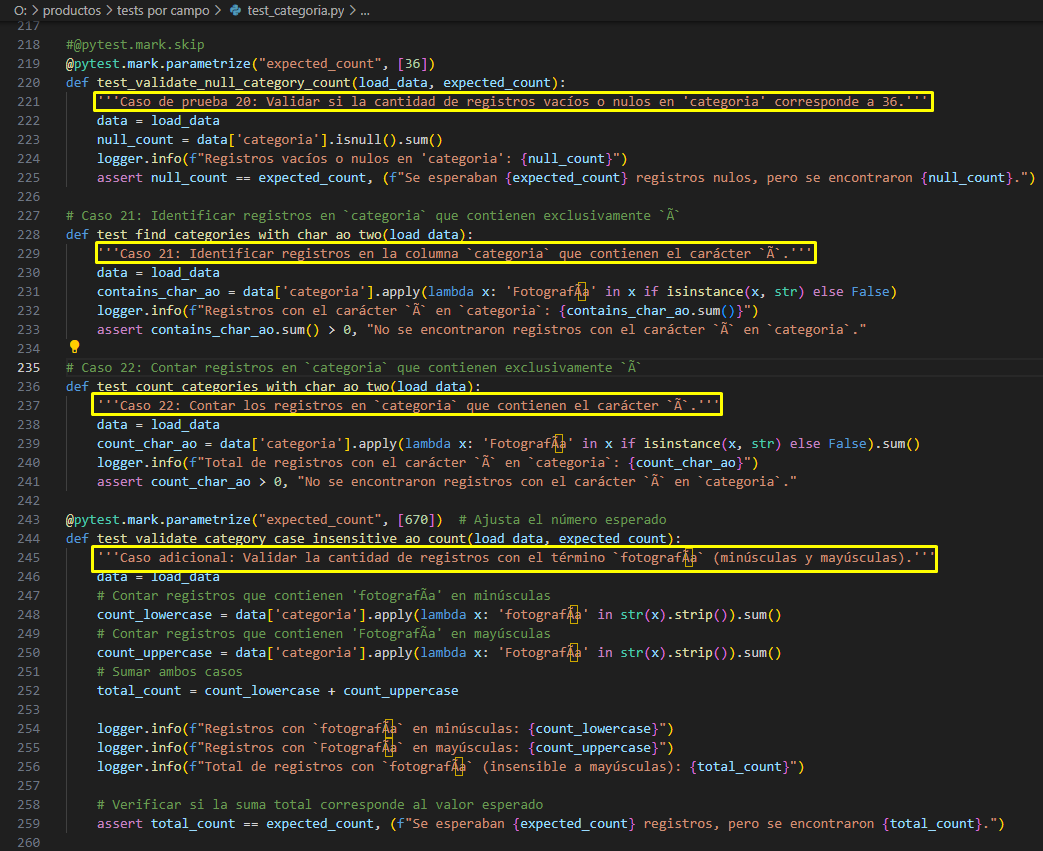 O: > productos > tests por campo > test_categoria.py > ...
217
218 #@pytest.mark.skip
219 @pytest.mark.parametrize("expected_count", [36])
220 def test_validate_null_category_count(load_data, expected_count):
221     '''Caso de prueba 20: Validar si la cantidad de registros vacíos o nulos en 'categoria' corresponde a 36.'''
222     data = load_data
223     null_count = data['categoria'].isnull().sum()
224     logger.info(f"Registros vacíos o nulos en 'categoria': {null_count}")
225     assert null_count == expected_count, (f"Se esperaban {expected_count} registros nulos, pero se encontraron {null_count}.")
226
227 # Caso 21: Identificar registros en `categoria` que contienen exclusivamente `Ã`
228 def test_find_categories_with_char_ao_two(load_data):
229     '''Caso 21: Identificar registros en la columna `categoria` que contienen el carácter `Ã`.'''
230     data = load_data
231     contains_char_ao = data['categoria'].apply(lambda x: 'FotografÃ­a' in x if isinstance(x, str) else False)
232     logger.info(f"Registros con el carácter `Ã` en `categoria`: {contains_char_ao.sum()}")
233     assert contains_char_ao.sum() > 0, "No se encontraron registros con el carácter `Ã` en `categoria`."
234
235 # Caso 22: Contar registros en `categoria` que contienen exclusivamente `Ã`
236 def test_count_categories_with_char_ao_two(load_data):
237     '''Caso 22: Contar los registros en `categoria` que contienen el carácter `Ã`.'''
238     data = load_data
239     count_char_ao = data['categoria'].apply(lambda x: 'FotografÃ­a' in x if isinstance(x, str) else False).sum()
240     logger.info(f"Total de registros con el carácter `Ã` en `categoria`: {count_char_ao}")
241     assert count_char_ao > 0, "No se encontraron registros con el carácter `Ã` en `categoria`."
242
243 @pytest.mark.parametrize("expected_count", [670])  # Ajusta el número esperado
244 def test_validate_category_case_insensitive_ao_count(load_data, expected_count):
245     '''Caso adicional: Validar la cantidad de registros con el término `fotografÃ­a` (minúsculas y mayúsculas).'''
246     data = load_data
247     # Contar registros que contienen 'fotografÃ­a' en minúsculas
248     count_lowercase = data['categoria'].apply(lambda x: 'fotografÃ­a' in str(x).strip()).sum()
249     # Contar registros que contienen 'FotografÃ­a' en mayúsculas
250     count_uppercase = data['categoria'].apply(lambda x: 'FotografÃ­a' in str(x).strip()).sum()
251     # Sumar ambos casos
252     total_count = count_lowercase + count_uppercase
253
254     logger.info(f"Registros con `fotografÃ­a` en minúsculas: {count_lowercase}")
255     logger.info(f"Registros con `FotografÃ­a` en mayúsculas: {count_uppercase}")
256     logger.info(f"Total de registros con `fotografÃ­a` (insensible a mayúsculas): {total_count}")
257
258     # Verificar si la suma total corresponde al valor esperado
259     assert total_count == expected_count, (f"Se esperaban {expected_count} registros, pero se encontraron {total_count}.")
260